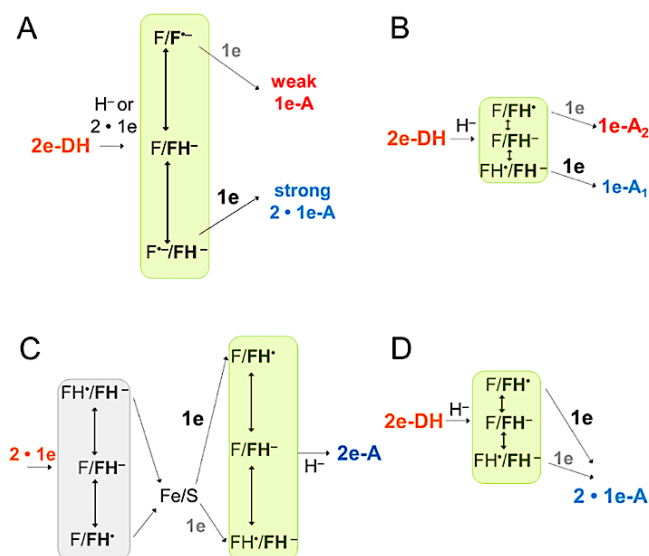 A
F/F•–
1e
weak
1e-A
H– or
2 • 1e
2e-DH
F/FH–
strong
2 • 1e-A
1e
F•–/FH–
B
F/FH•
1e
H–
1e-A2
2e-DH
F/FH–
FH•/FH–
1e
1e-A1
C
F/FH•
FH•/FH–
1e
2 • 1e
F/FH–
Fe/S
F/FH–
2e-A
H–
1e
F/FH•
FH•/FH–
D
F/FH•
H–
1e
2e-DH
F/FH–
FH•/FH–
1e
2 • 1e-A